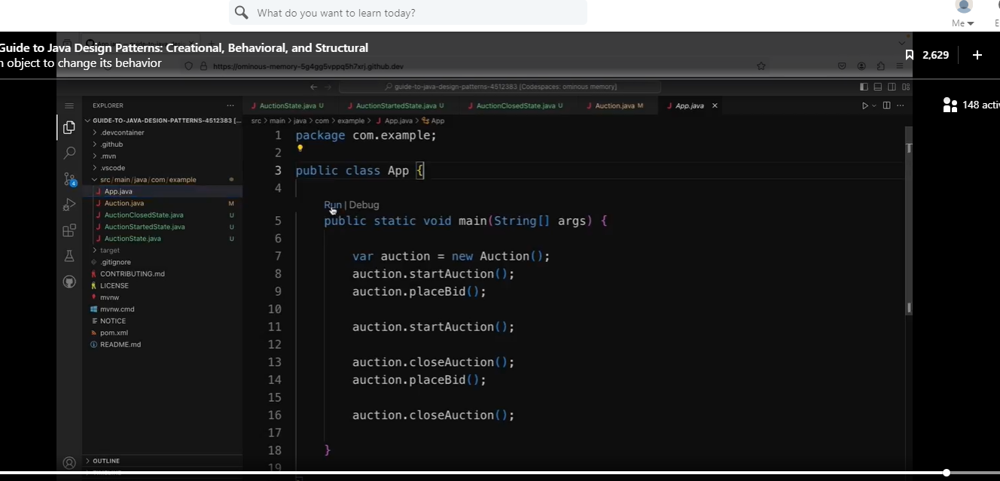 What do you want to learn today?
Me
Guide to Java Design Patterns: Creational, Behavioral, and Structural
object to change its behavior
2,629
https://ominous-memory-5g4gg5vppq5h7xrj.github.dev
guide-to-java-design-patterns-4512383 [Codespaces: ominous memory]
148
EXPLORER
AuctionState.java U
AuctionStartedState.java U
AuctionClosedState.java U
Auction.java M
App.java
GUIDE-TO-JAVA-DESIGN-PATTERNS-4512383 [...
.devcontainer
.github
.mvn
.vscode
src/main/java/com/example
App.java
Auction.java M
AuctionClosedState.java U
AuctionStartedState.java U
AuctionState.java U
target
.gitignore
CONTRIBUTING.md
LICENSE
mvnw
mvnw.cmd
NOTICE
pom.xml
README.md
OUTLINE
src > main > java > com > example > App.java > App
1 package com.example;
2
3 public class App {
4
Run | Debug
5 public static void main(String[] args) {
6
7 var auction = new Auction();
8 auction.startAuction();
9 auction.placeBid();
10
11 auction.startAuction();
12
13 auction.closeAuction();
14 auction.placeBid();
15
16 auction.closeAuction();
17
18 }
19